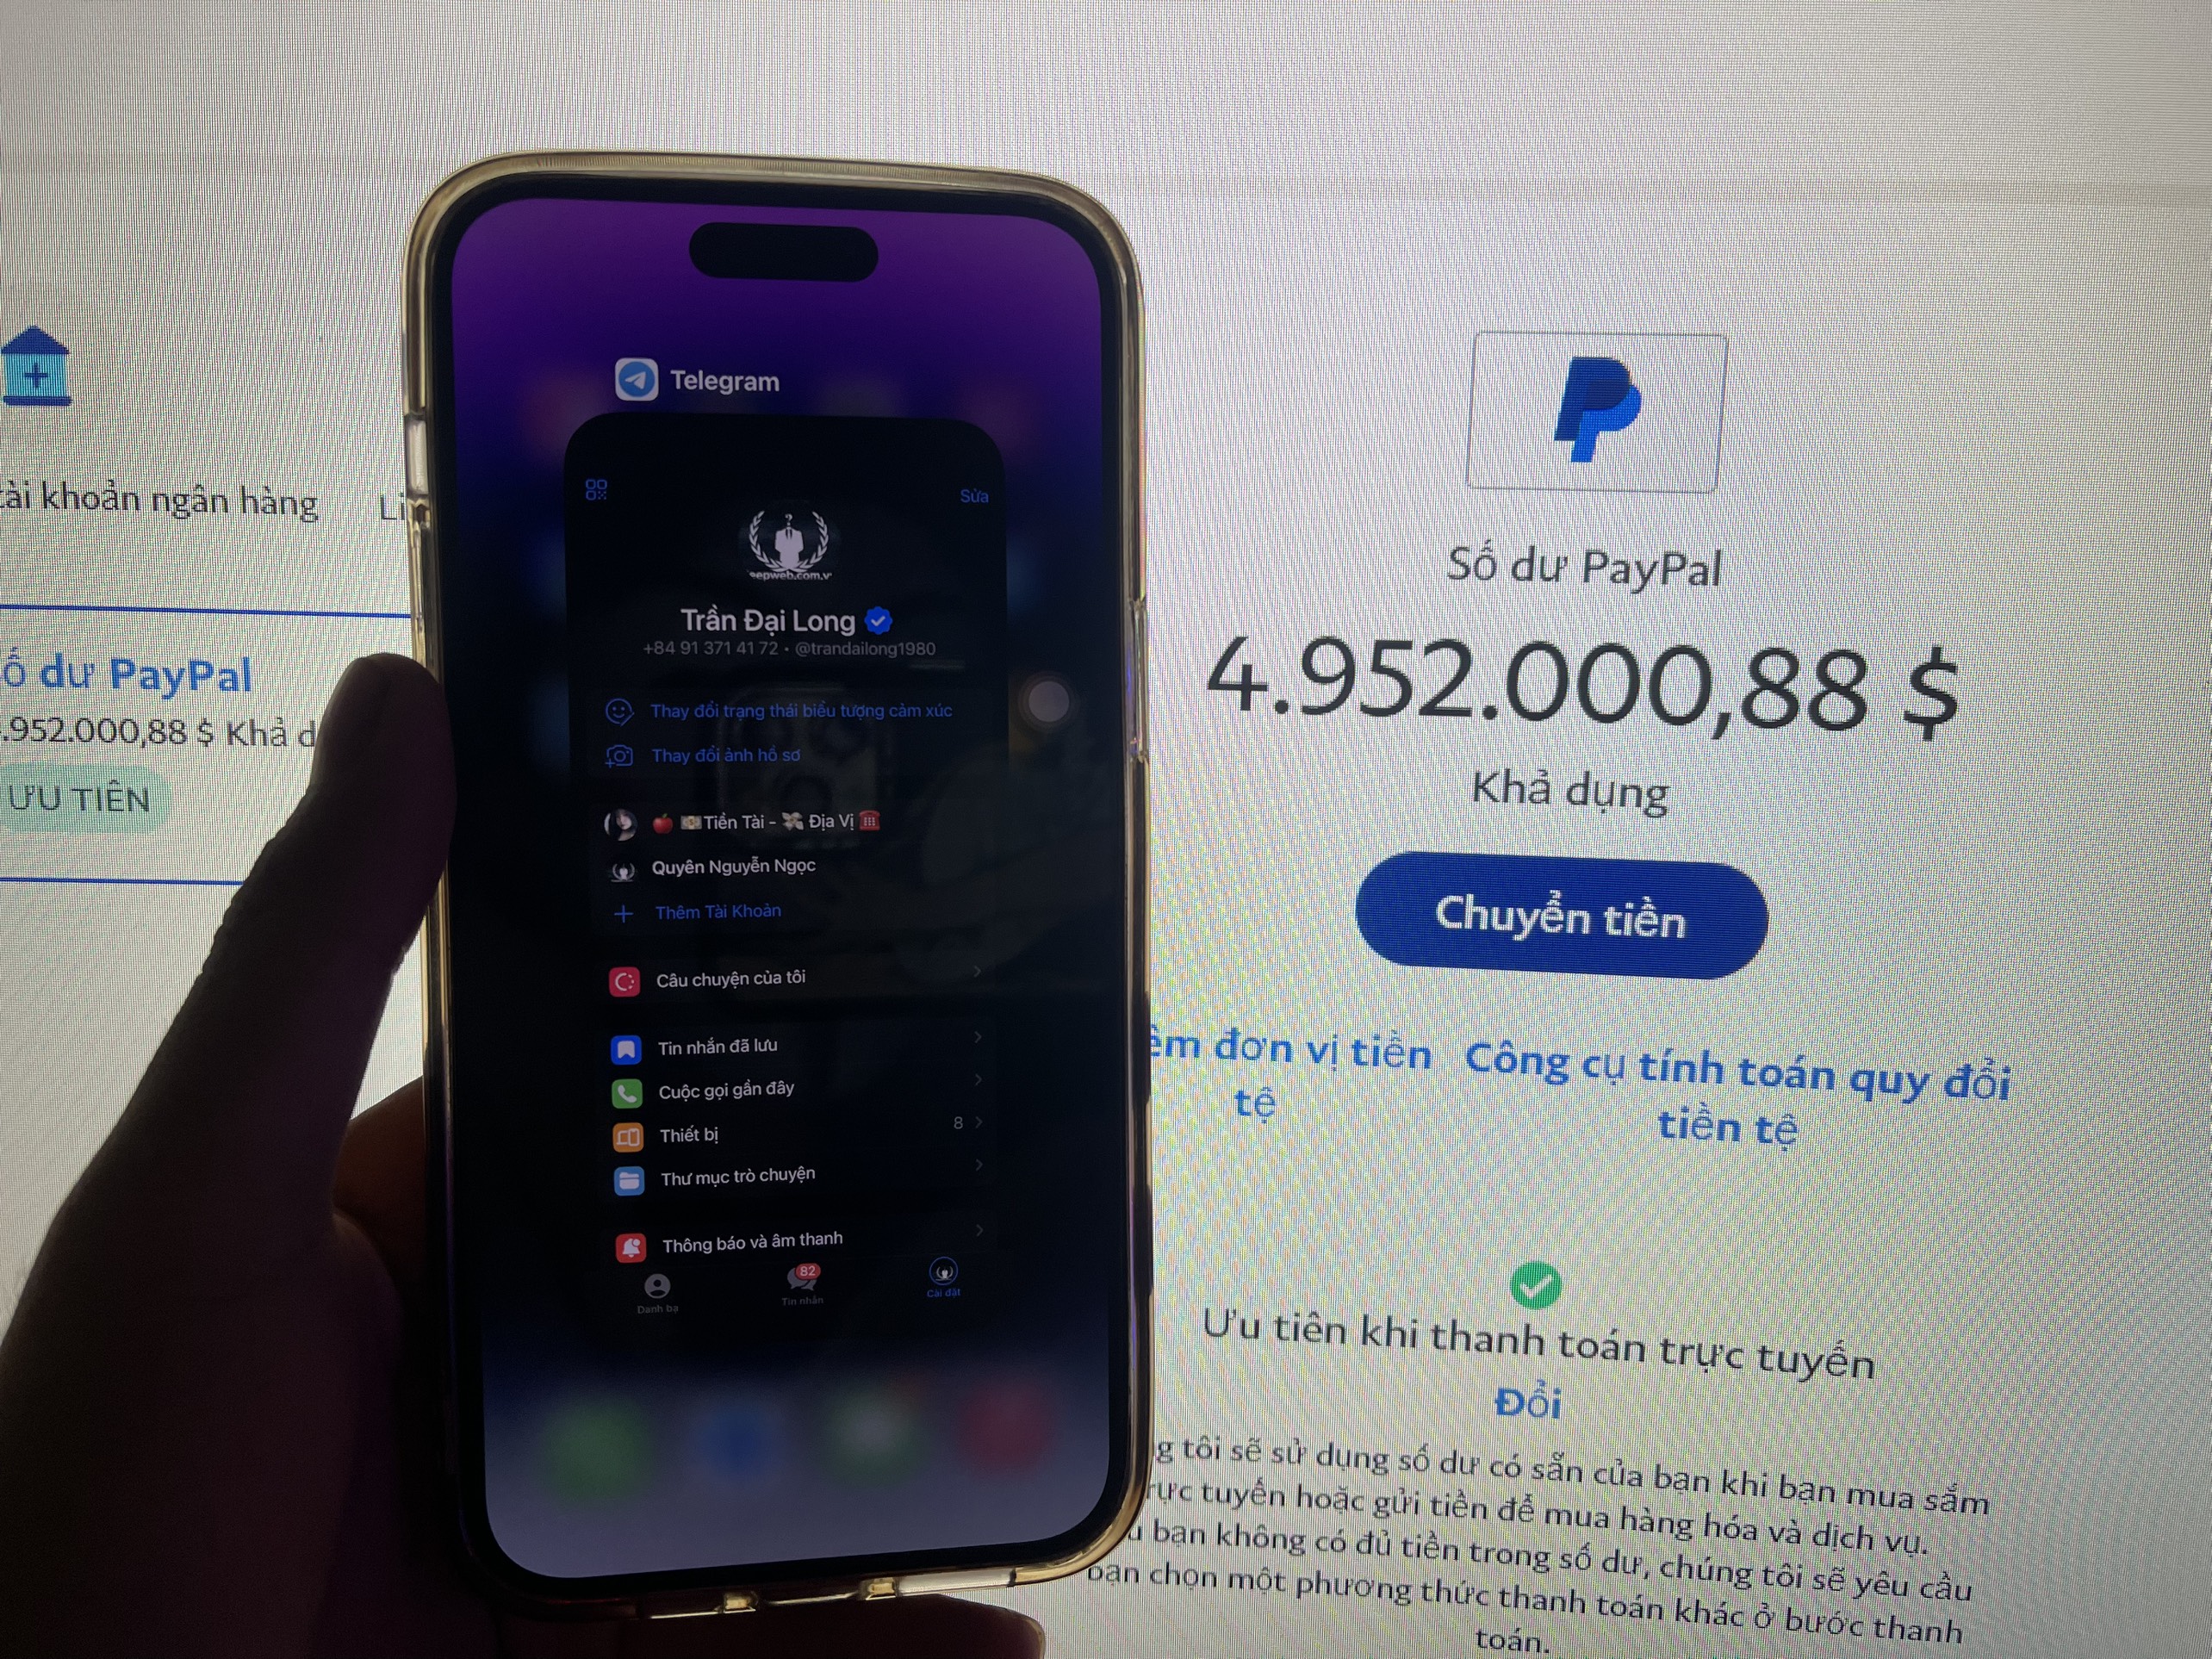 Telegram
Sửa
eepweb.com.v
Trần Đại Long
+84 91 371 41 72 • @trandailong1980
Thay đổi trạng thái biểu tượng cảm xúc
Thay đổi ảnh hồ sơ
Tiền Tài - Địa Vị
Quyên Nguyễn Ngọc
Thêm Tài Khoản
Câu chuyện của tôi
Tin nhắn đã lưu
Cuộc gọi gần đây
Thiết bị 8
Thư mục trò chuyện
Thông báo và âm thanh
82
Danh bạ Tin nhắn Cài đặt
tài khoản ngân hàng Li
ố dư PayPal
.952.000,88 $ Khả d
ƯU TIÊN
Số dư PayPal
4.952.000,88 $
Khả dụng
Chuyển tiền
êm đơn vị tiền
tệ
Công cụ tính toán quy đổi
tiền tệ
Ưu tiên khi thanh toán trực tuyến
Đổi
g tôi sẽ sử dụng số dư có sẵn của bạn khi bạn mua sắm
rực tuyến hoặc gửi tiền để mua hàng hóa và dịch vụ.
u bạn không có đủ tiền trong số dư, chúng tôi sẽ yêu cầu
bạn chọn một phương thức thanh toán khác ở bước thanh
toán.